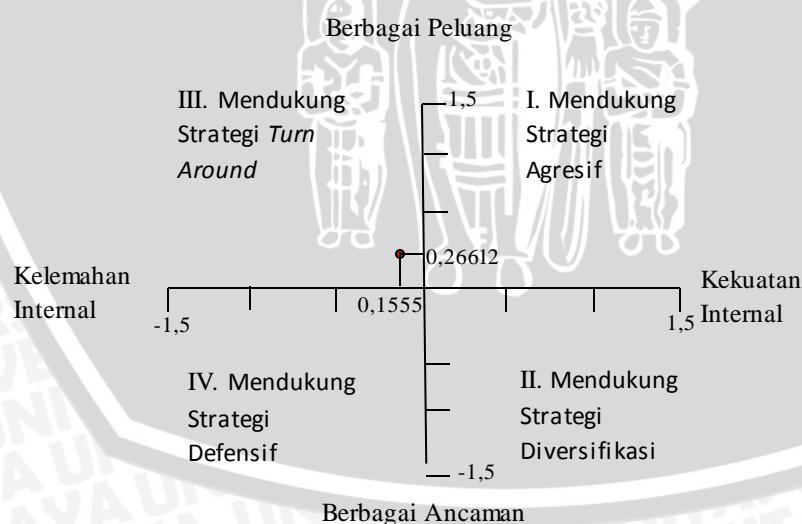 Berbagai Peluang
III. Mendukung
Strategi Turn
Around
1,5
I. Mendukung
Strategi
Agresif
0,26612
Kelemahan
Internal
-1,5
0,1555
1,5
Kekuatan
Internal
IV. Mendukung
Strategi
Defensif
II. Mendukung
Strategi
Diversifikasi
-1,5
Berbagai Ancaman